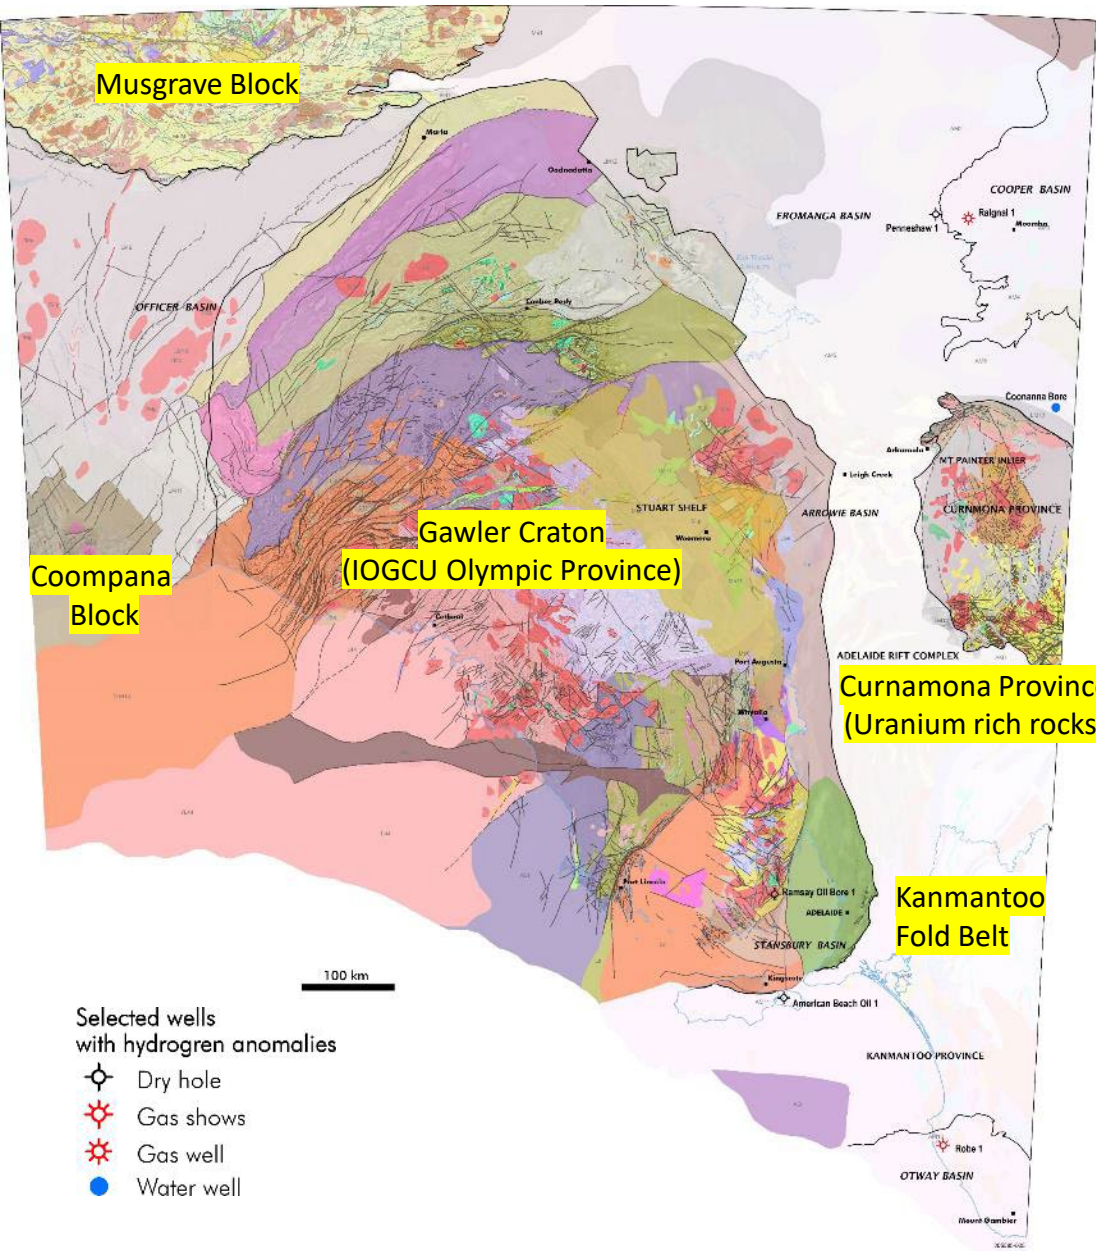 Musgrave Block
Marla
Oodnadatta
COOPER BASIN
FROMANGA BASIN
Penneshaw 1
Ralgnal 1
Moomba
OFFICER BASIN
Coober Pedy
Coonanna Bore
Arkaroola
MT PAINTER INLIER
Leigh Creek
STUART SHELF
ARROWIE BASIN
CURNMONA PROVINCE
Woomera
Gawler Craton
(IOGCU Olympic Province)
Coompana
Block
Ceduna
ADELAIDE RIFT COMPLEX
Port Augusta
Curnamona Provinc
(Uranium rich rocks
Whyalla
Port Lincoln
Ramsay Oil Bore 1
ADELAIDE
Kanmantoo
Fold Belt
STANSBURY BASIN
100 km
Kingscote
American Beach Oil 1
Selected wells
with hydrogren anomalies
Dry hole
Gas shows
Gas well
Water well
KANMANTOO PROVINCE
Robe 1
OTWAY BASIN
Mount Gambier